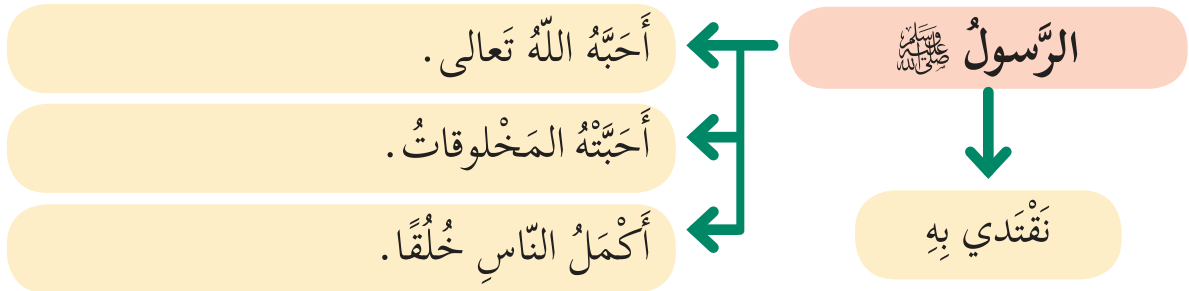 الرَّسولُ ﷺ
أَحَبَّهُ اللّهُ تَعالى.
أَحَبَّتْهُ المَخْلوقاتُ.
أَكْمَلُ النّاسِ خُلُقًا.
نَقْتَدي بِهِ